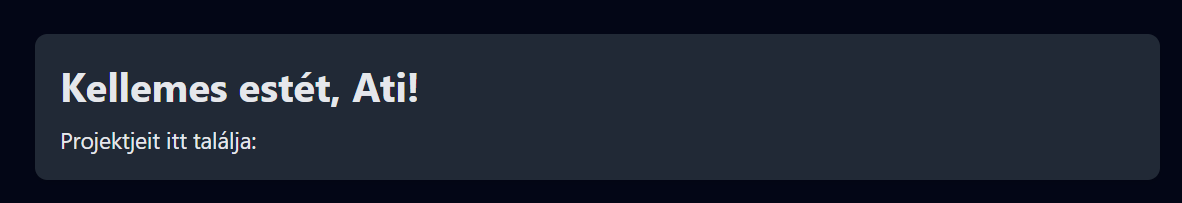 Kellemes estét, Ati!
Projektjeit itt találja: